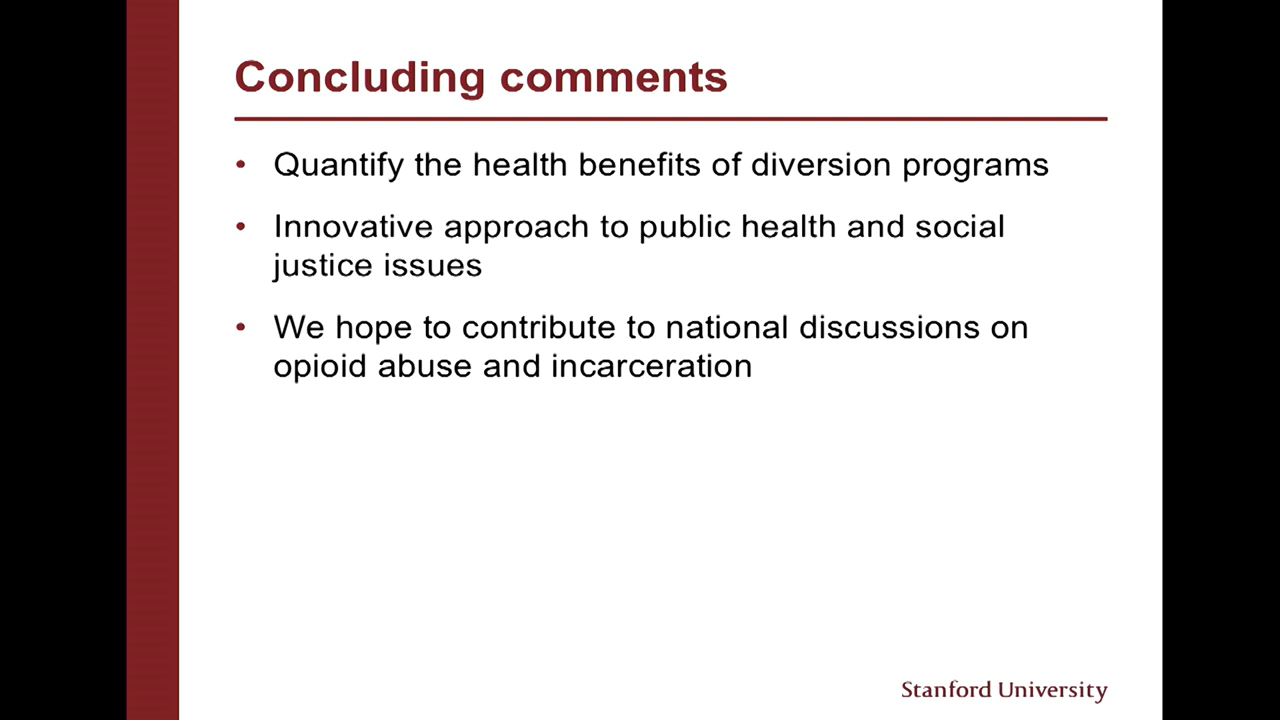 Concluding comments
• Quantify the health benefits of diversion programs
• Innovative approach to public health and social
justice issues
• We hope to contribute to national discussions on
opioid abuse and incarceration
Stanford University